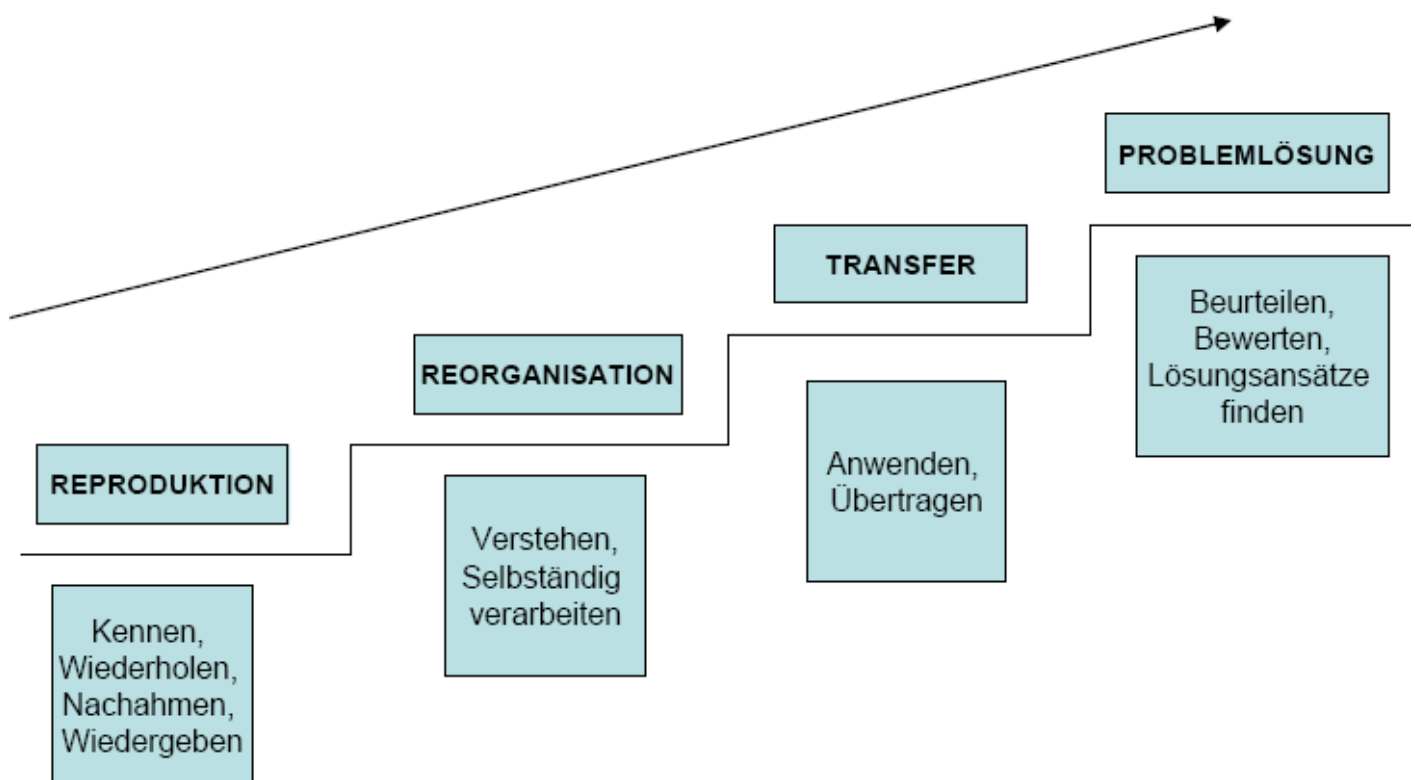 REPRODUKTION
Kennen,
Wiederholen,
Nachahmen,
Wiedergeben
REORGANISATION
Verstehen,
Selbständig
verarbeiten
TRANSFER
Anwenden,
Übertragen
PROBLEMLÖSUNG
Beurteilen,
Bewerten,
Lösungsansätze
finden